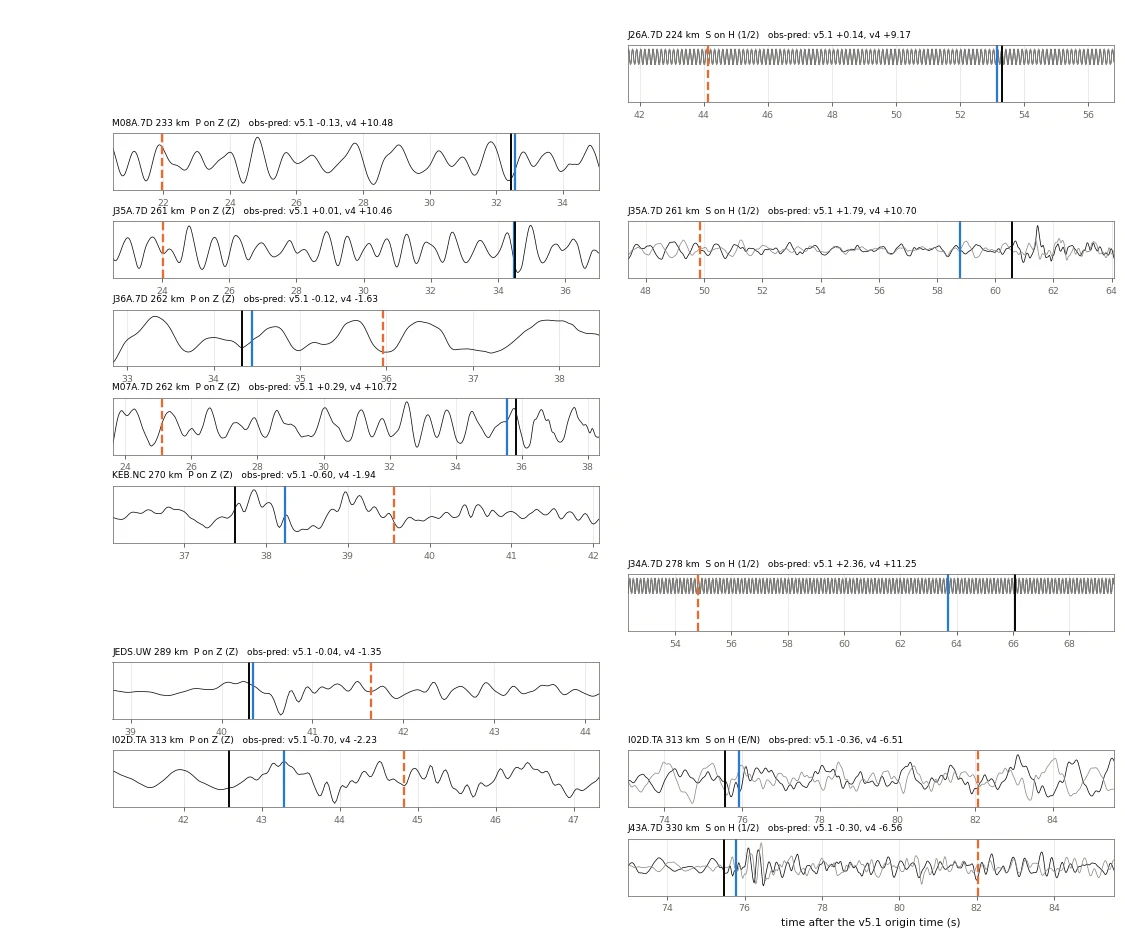 J26A.7D 224 km  S on H (1/2)   obs-pred: v5.1 +0.14, v4 +9.17
42 44 46 48 50 52 54 56
M08A.7D 233 km  P on Z (Z)   obs-pred: v5.1 -0.13, v4 +10.48
22 24 26 28 30 32 34
J35A.7D 261 km  P on Z (Z)   obs-pred: v5.1 +0.01, v4 +10.46
24 26 28 30 32 34 36
J35A.7D 261 km  S on H (1/2)   obs-pred: v5.1 +1.79, v4 +10.70
48 50 52 54 56 58 60 62 64
J36A.7D 262 km  P on Z (Z)   obs-pred: v5.1 -0.12, v4 -1.63
33 34 35 36 37 38
M07A.7D 262 km  P on Z (Z)   obs-pred: v5.1 +0.29, v4 +10.72
24 26 28 30 32 34 36 38
KEB.NC 270 km  P on Z (Z)   obs-pred: v5.1 -0.60, v4 -1.94
37 38 39 40 41 42
J34A.7D 278 km  S on H (1/2)   obs-pred: v5.1 +2.36, v4 +11.25
54 56 58 60 62 64 66 68
JEDS.UW 289 km  P on Z (Z)   obs-pred: v5.1 -0.04, v4 -1.35
39 40 41 42 43 44
I02D.TA 313 km  P on Z (Z)   obs-pred: v5.1 -0.70, v4 -2.23
42 43 44 45 46 47
I02D.TA 313 km  S on H (E/N)   obs-pred: v5.1 -0.36, v4 -6.51
74 76 78 80 82 84
J43A.7D 330 km  S on H (1/2)   obs-pred: v5.1 -0.30, v4 -6.56
74 76 78 80 82 84
time after the v5.1 origin time (s)